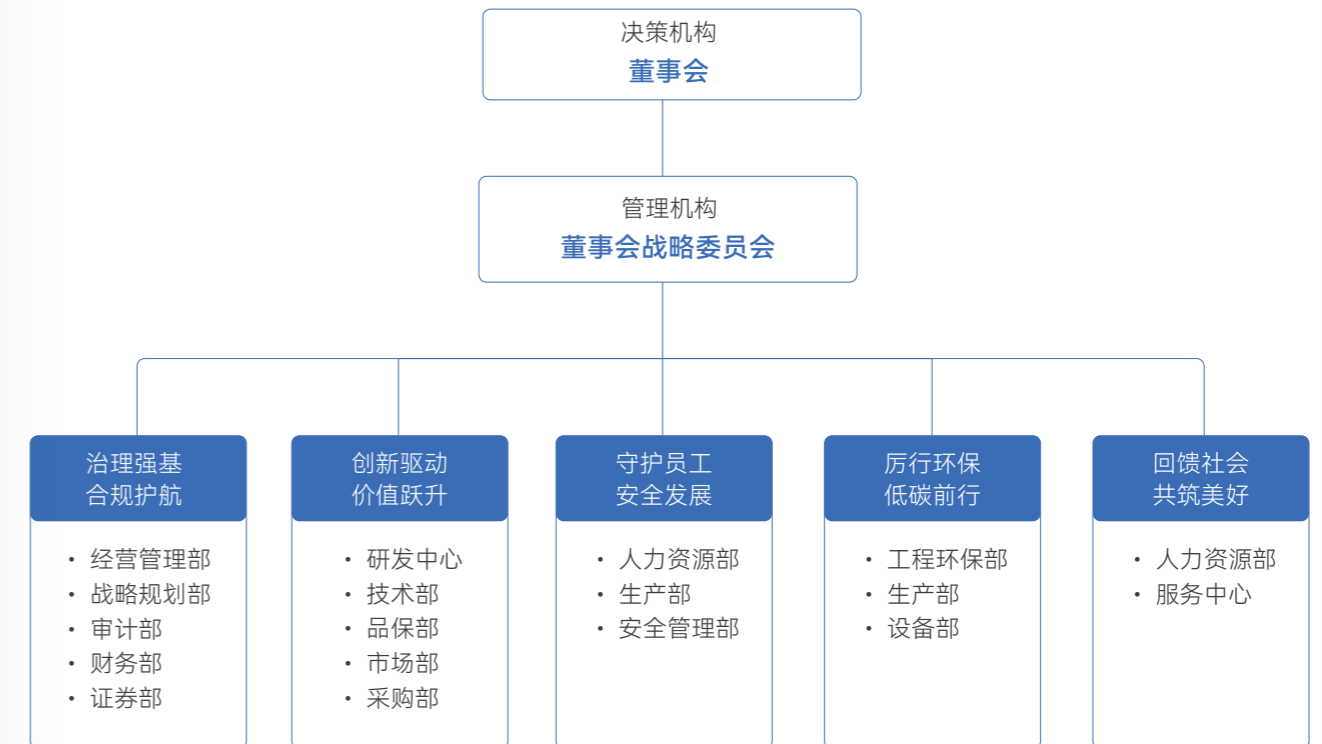 决策机构
董事会
管理机构
董事会战略委员会
治理强基
合规护航
• 经营管理部
• 战略规划部
• 审计部
• 财务部
• 证券部
创新驱动
价值跃升
• 研发中心
• 技术部
• 品保部
• 市场部
• 采购部
守护员工
安全发展
• 人力资源部
• 生产部
• 安全管理部
厉行环保
低碳前行
• 工程环保部
• 生产部
• 设备部
回馈社会
共筑美好
• 人力资源部
• 服务中心